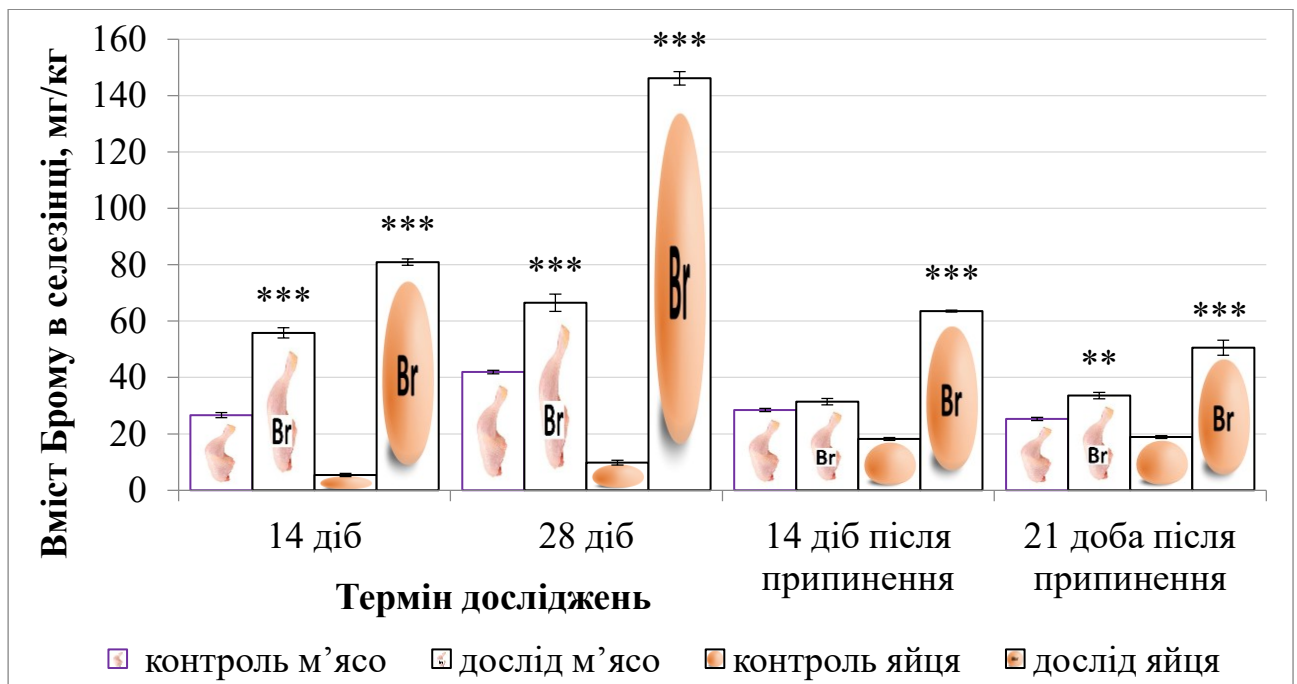 Вміст Брому в селезінці, мг/кг
160
140
120
100
80
60
40
20
0
***
***
***
***
***
**
***
Br
Br
Br
Br
Br
Br
Br
Br
14 діб
28 діб
14 діб після
припинення
21 доба після
припинення
Термін досліджень
контроль м’ясо
дослід м’ясо
контроль яйця
дослід яйця